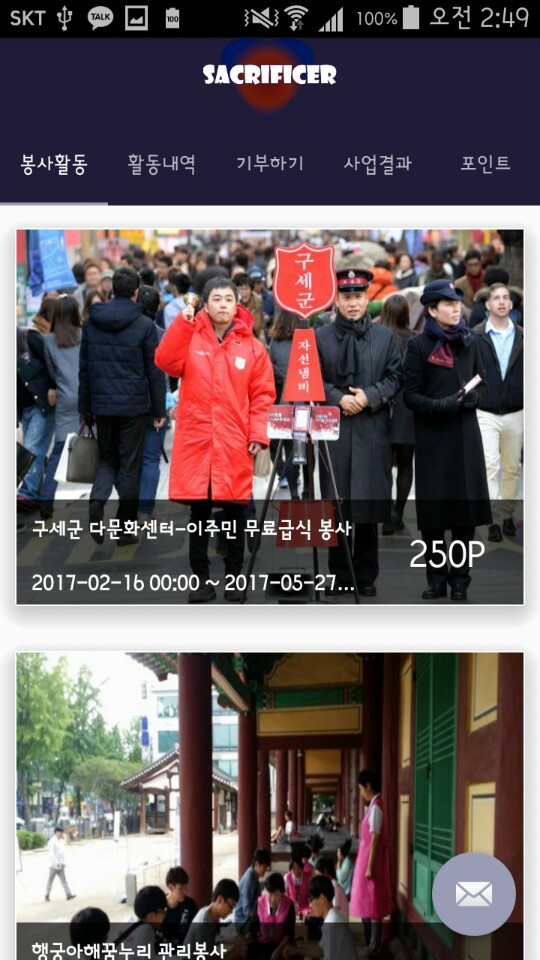 SKT TALK 100 100% 오전 2:49
SACRIFICER
봉사활동 활동내역 기부하기 사업결과 포인트
구세군
자선냄비
구세군 다문화센터-이주민 무료급식 봉사
250P
2017-02-16 00:00 ~ 2017-05-27...
행궁아해꿈누리 관리봉사